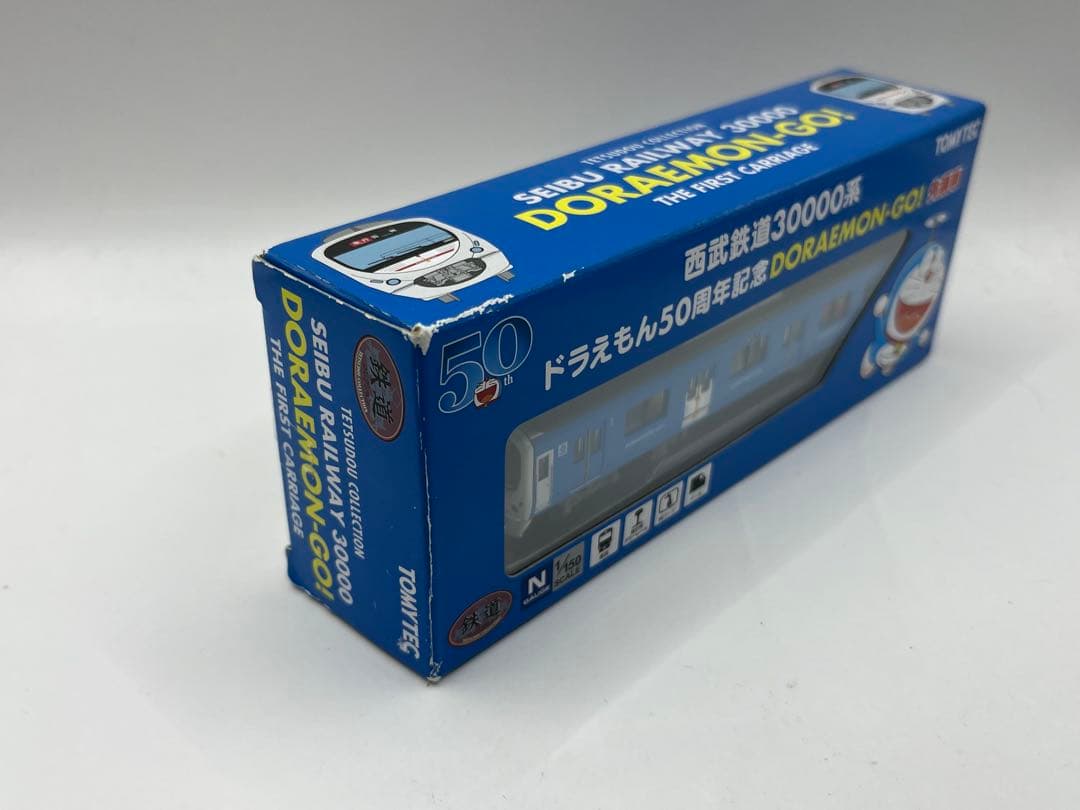 TETSUDOU COLLECTION
SEIBU RAILWAY 30000
DORAEMON-GO!
THE FIRST CARRIAGE
TOMYTEC
西武鉄道30000系
ドラえもん50周年記念 DORAEMON-GO!
50th
鉄道
TETSUDOU COLLECTION
SEIBU RAILWAY 30000
DORAEMON-GO!
THE FIRST CARRIAGE
TOMYTEC
鉄道
N
GAUGE
1/150
SCALE